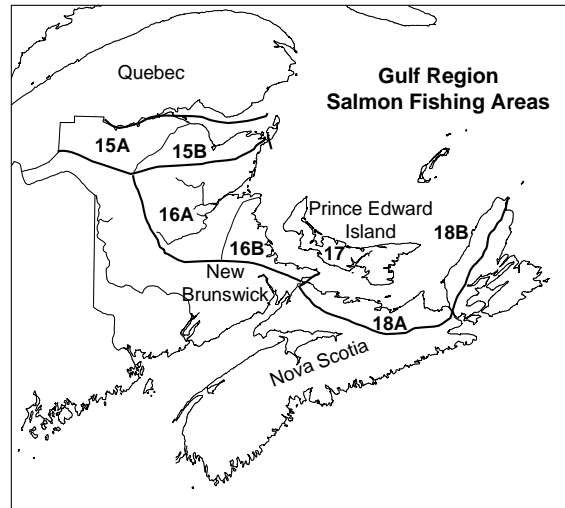 Quebec
Gulf Region
Salmon Fishing Areas
15A
15B
16A
Prince Edward
Island
16B
17
18B
New
Brunswick
18A
Nova Scotia